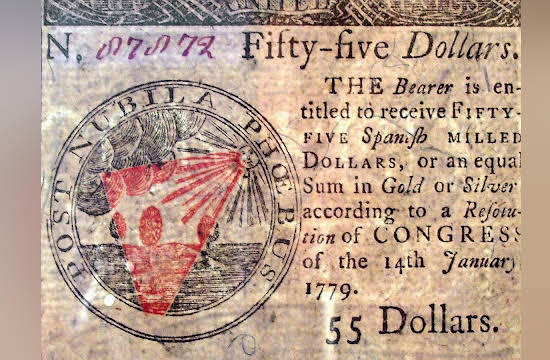 N,
Fifty-five Dollars.
POST NUBILA PHŒBUS.
THE Bearer is en-
titled to receive FIFTY-
FIVE Spaniſh MILLED
DOLLARS, or an equal
Sum in Gold or Silver
according to a Reſolu-
tion of CONGRESS
of the 14th January
1779.
55 Dollars.